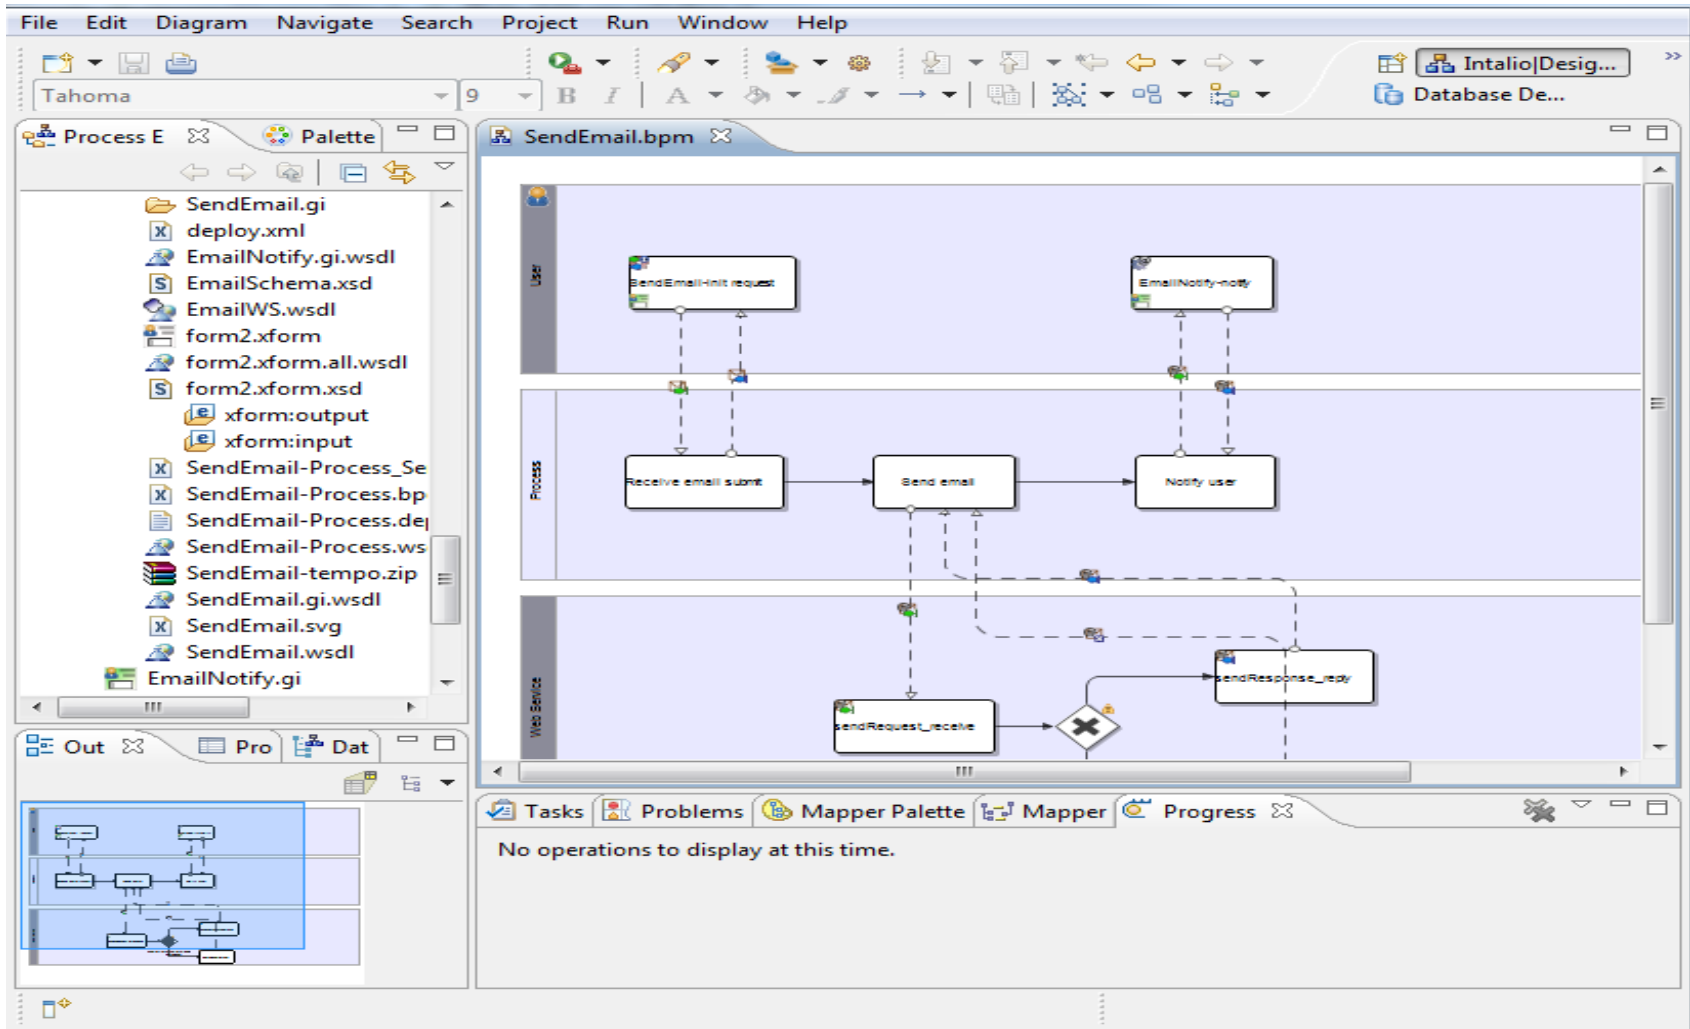 File Edit Diagram Navigate Search Project Run Window Help
Intalio|Desig...
Tahoma 9 B I A
Database De...
Process E Palette
SendEmail.bpm
SendEmail.gi
deploy.xml
EmailNotify.gi.wsdl
EmailSchema.xsd
EmailWS.wsdl
form2.xform
form2.xform.all.wsdl
form2.xform.xsd
xform:output
xform:input
SendEmail-Process_Se
SendEmail-Process.bp
SendEmail-Process.de
SendEmail-Process.ws
SendEmail-tempo.zip
SendEmail.gi.wsdl
SendEmail.svg
SendEmail.wsdl
EmailNotify.gi
User
SendEmail-init request
EmailNotify-notify
Process
Receive email submit
Send email
Notify user
Web Service
sendResponse_reply
sendRequest_receive
Out Pro Dat
Tasks Problems Mapper Palette Mapper Progress
No operations to display at this time.